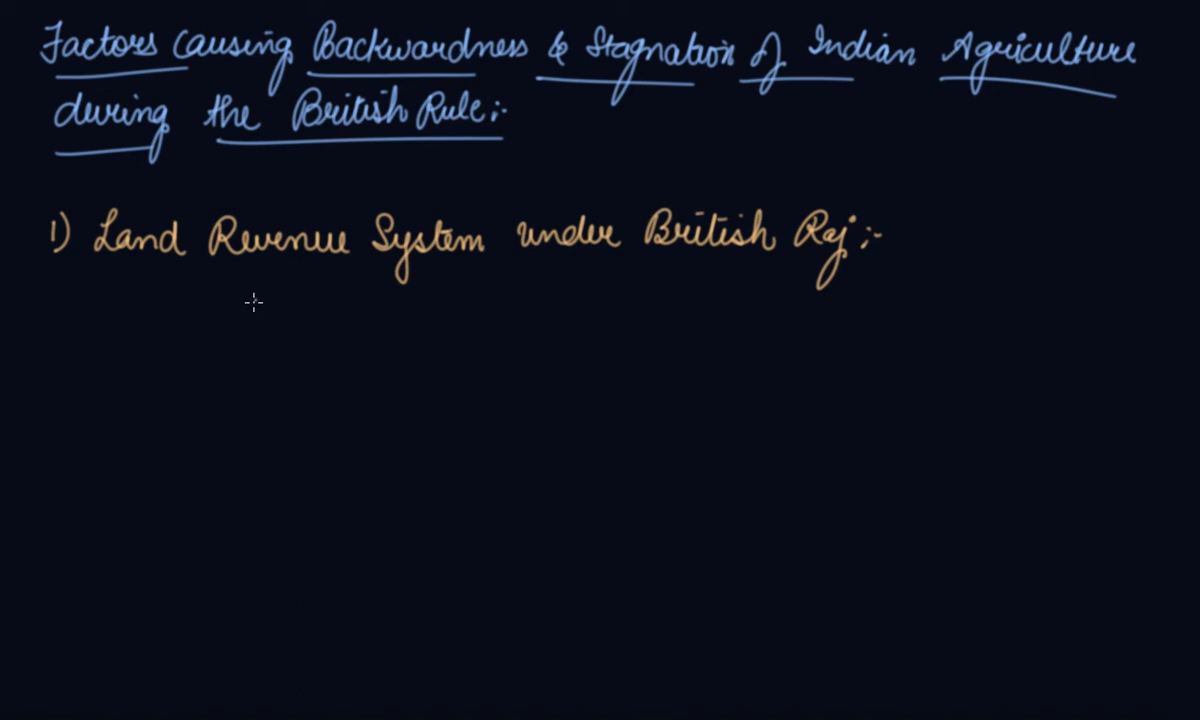 Factors Causing Backwardness & Stagnation of Indian Agriculture
during the British Rule:-
1) Land Revenue System under British Raj:-